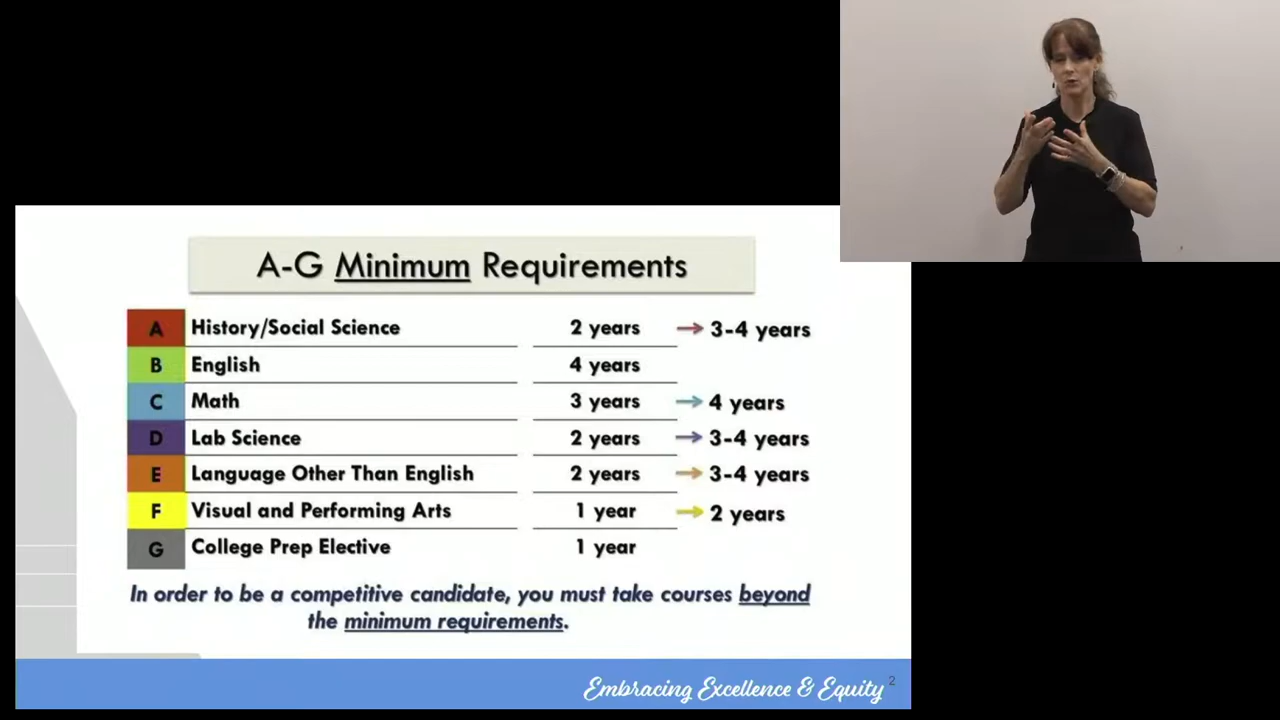 A-G Minimum Requirements
A History/Social Science 2 years → 3-4 years
B English 4 years
C Math 3 years → 4 years
D Lab Science 2 years → 3-4 years
E Language Other Than English 2 years → 3-4 years
F Visual and Performing Arts 1 year → 2 years
G College Prep Elective 1 year
In order to be a competitive candidate, you must take courses beyond
the minimum requirements.
Embracing Excellence & Equity 2